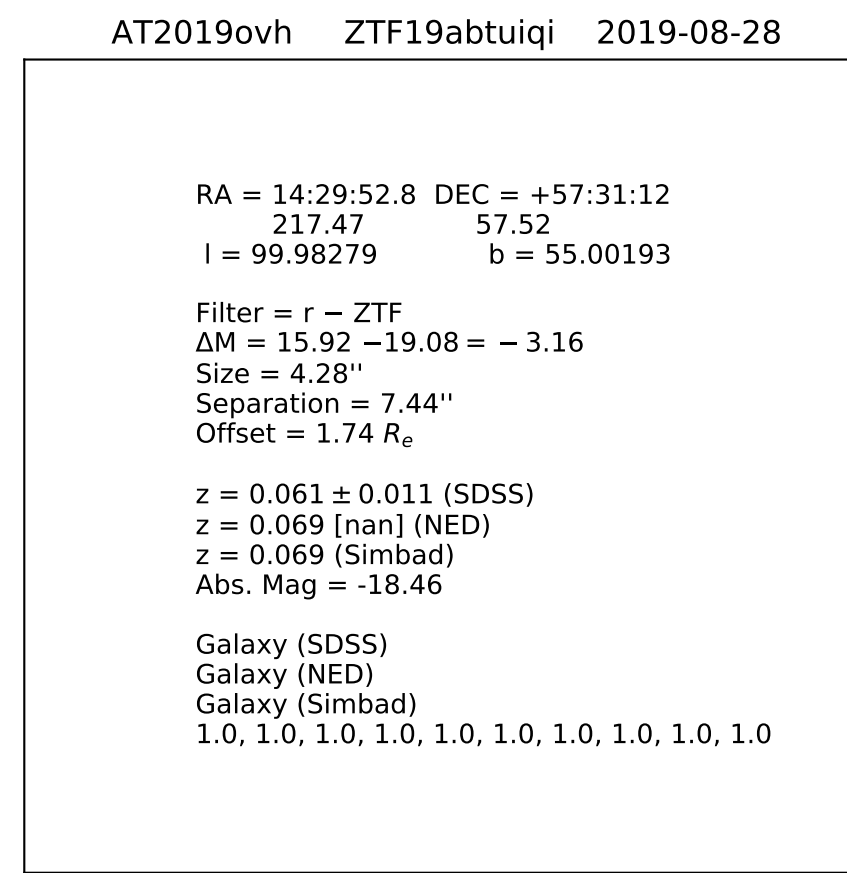 AT2019ovh ZTF19abtuiqi 2019-08-28
RA = 14:29:52.8 DEC = +57:31:12
217.47 57.52
l = 99.98279 b = 55.00193
Filter = r − ZTF
ΔM = 15.92 −19.08 = − 3.16
Size = 4.28''
Separation = 7.44''
Offset = 1.74 Rₑ
z = 0.061 ± 0.011 (SDSS)
z = 0.069 [nan] (NED)
z = 0.069 (Simbad)
Abs. Mag = -18.46
Galaxy (SDSS)
Galaxy (NED)
Galaxy (Simbad)
1.0, 1.0, 1.0, 1.0, 1.0, 1.0, 1.0, 1.0, 1.0, 1.0